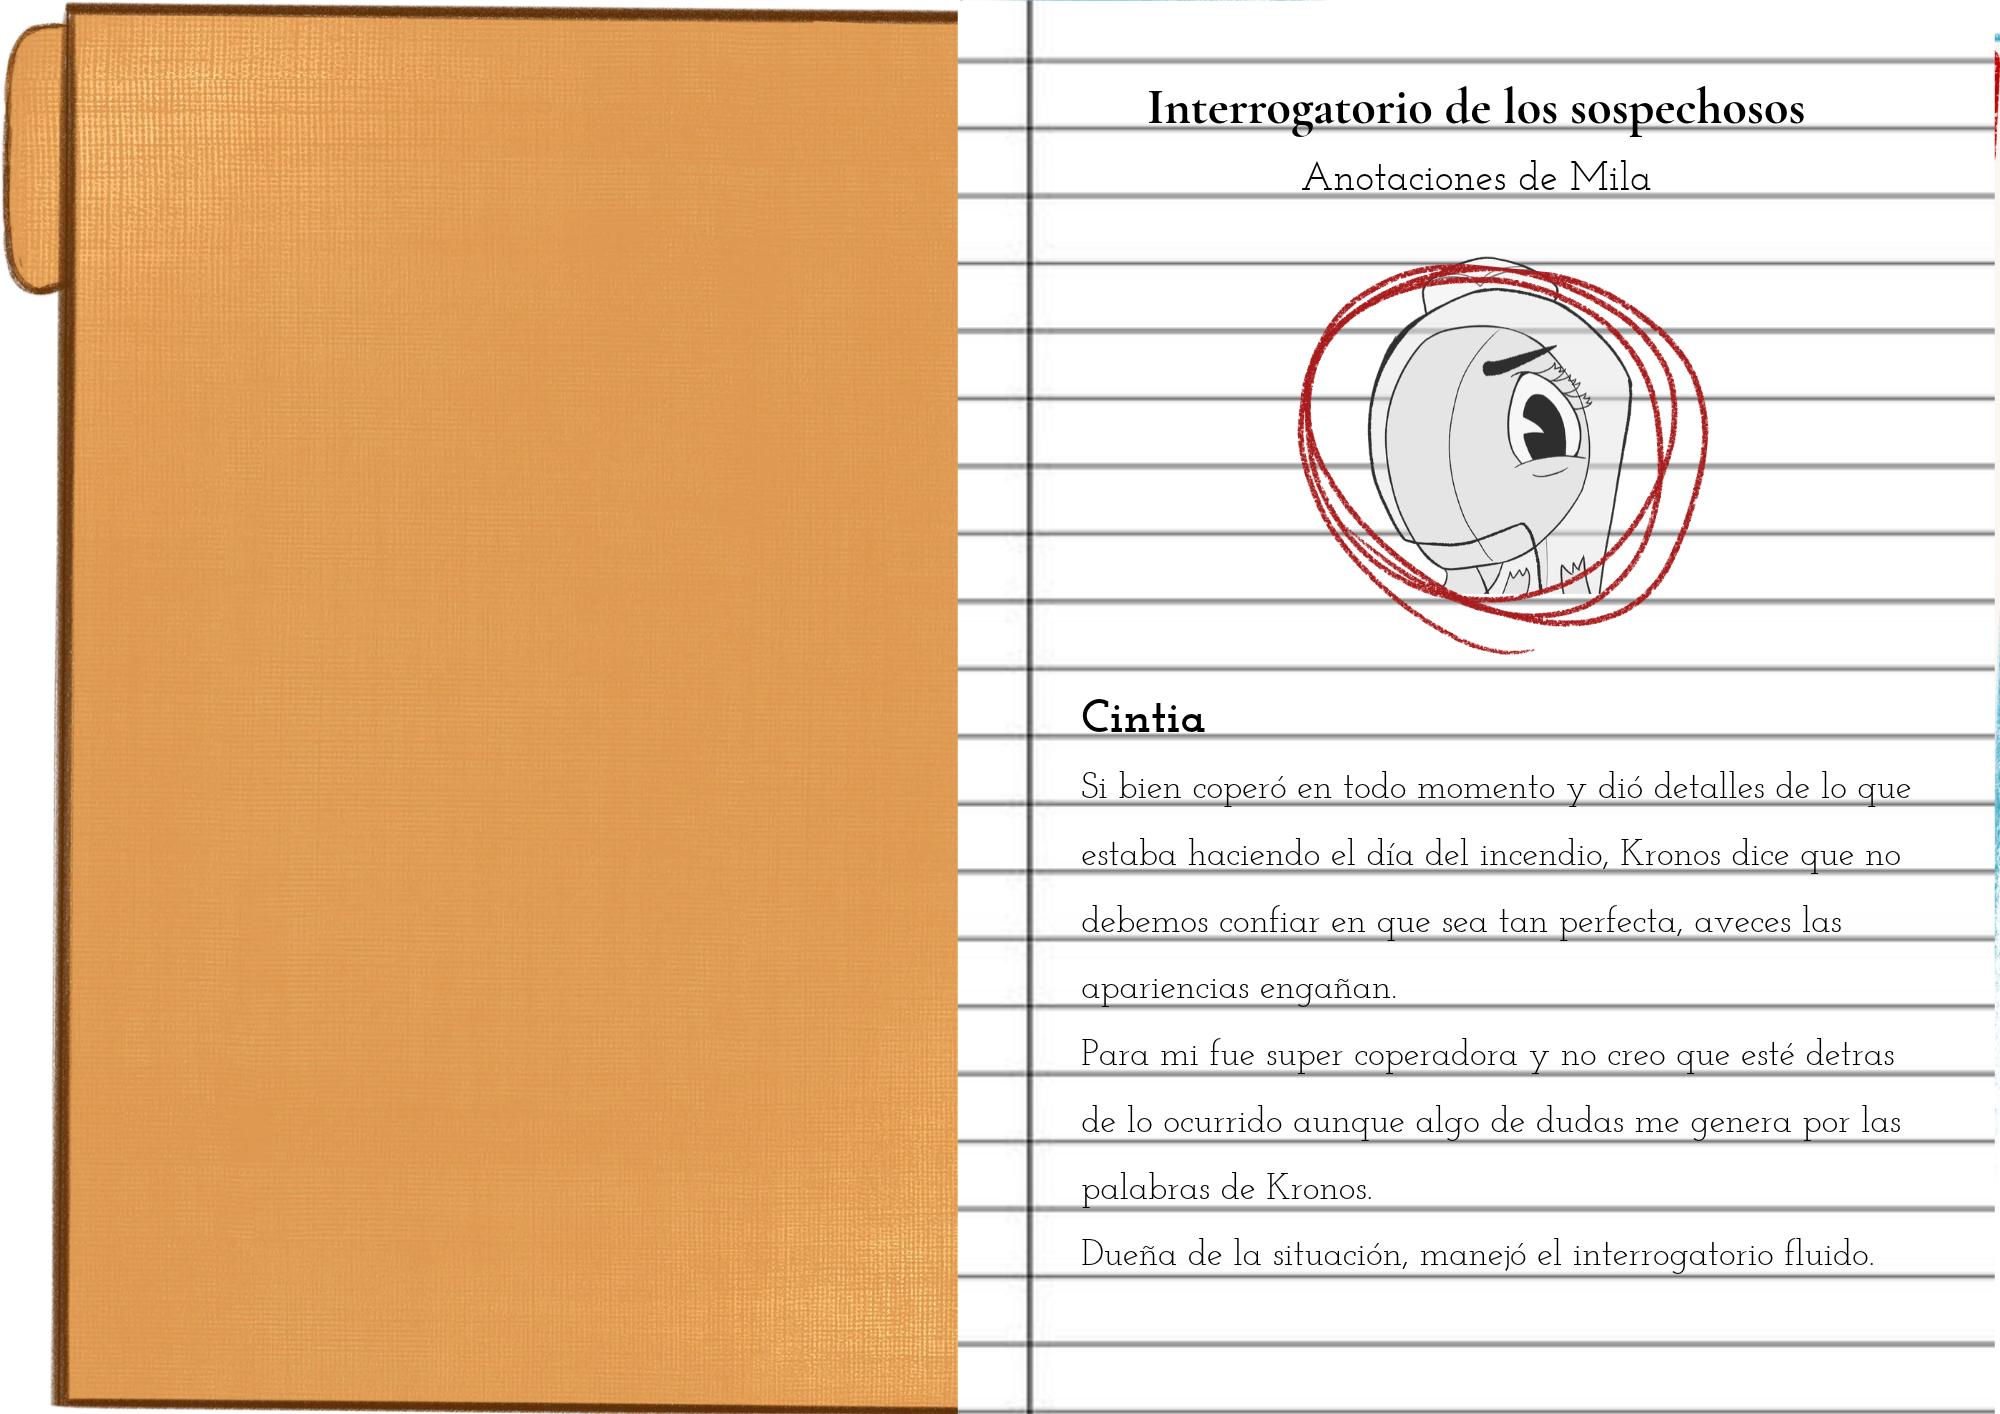 Interrogatorio de los sospechosos
Anotaciones de Mila
Cintia
Si bien coperó en todo momento y dió detalles de lo que
estaba haciendo el día del incendio, Kronos dice que no
debemos confiar en que sea tan perfecta, aveces las
apariencias engañan.
Para mi fue super coperadora y no creo que esté detras
de lo ocurrido aunque algo de dudas me genera por las
palabras de Kronos.
Dueña de la situación, manejó el interrogatorio fluido.